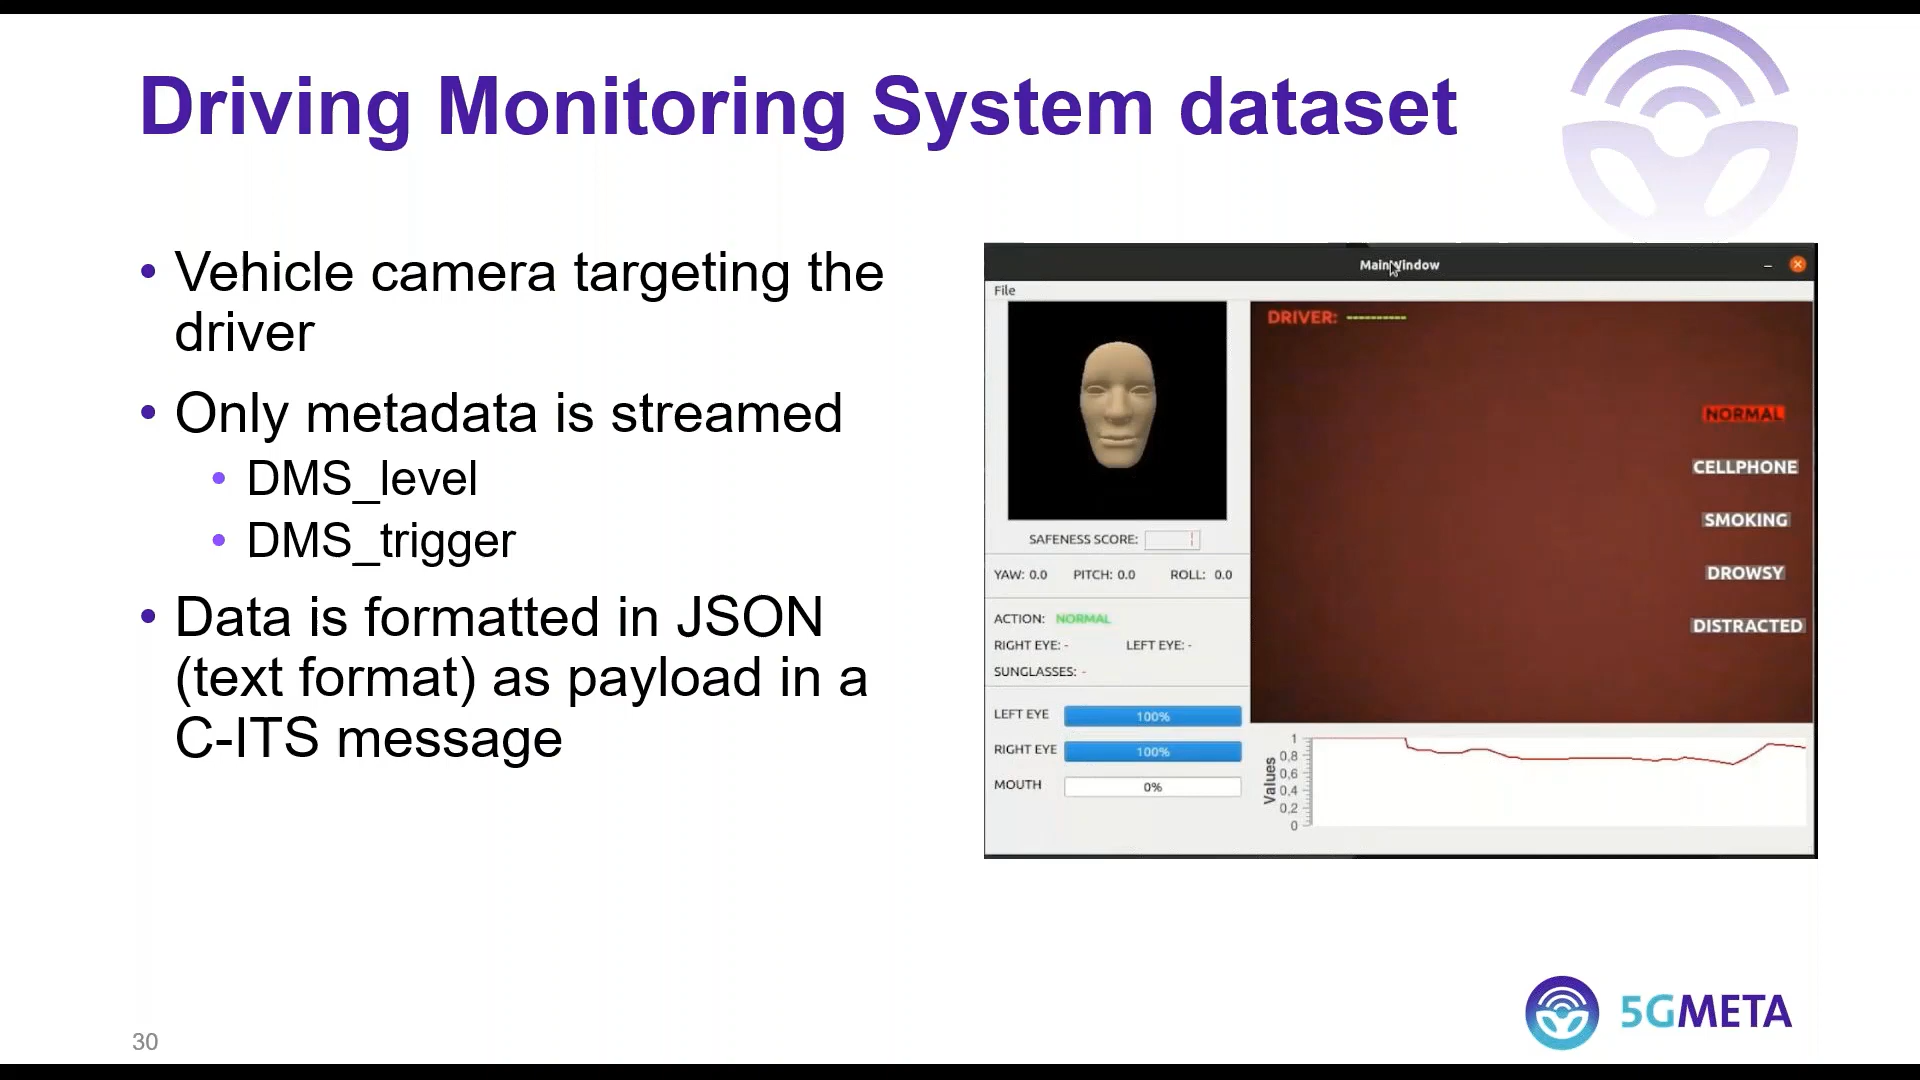 Driving Monitoring System dataset
• Vehicle camera targeting the
driver
• Only metadata is streamed
• DMS_level
• DMS_trigger
• Data is formatted in JSON
(text format) as payload in a
C-ITS message
MainWindow
File
DRIVER: ----------
NORMAL
CELLPHONE
SMOKING
DROWSY
DISTRACTED
SAFENESS SCORE:
YAW: 0.0 PITCH: 0.0 ROLL: 0.0
ACTION: NORMAL
RIGHT EYE: - LEFT EYE: -
SUNGLASSES: -
LEFT EYE 100%
RIGHT EYE 100%
MOUTH 0%
Values
1
0,8
0,6
0,4
0,2
0
30
5GMETA